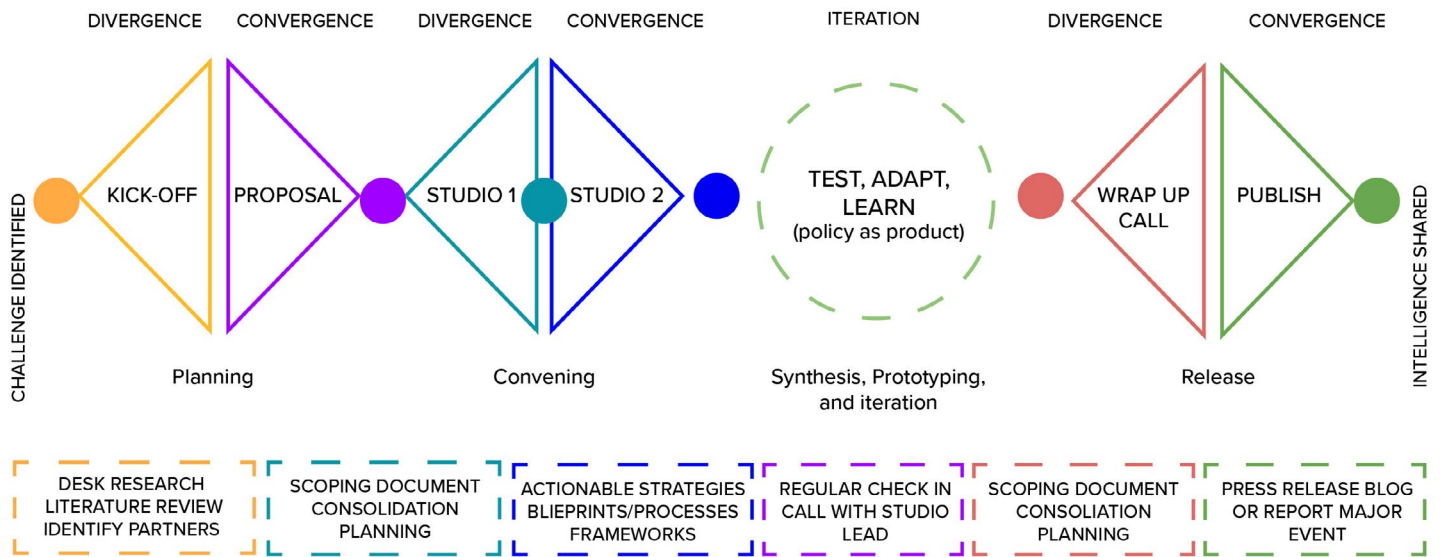 DIVERGENCE
CONVERGENCE
DIVERGENCE
CONVERGENCE
ITERATION
DIVERGENCE
CONVERGENCE
CHALLENGE IDENTIFIED
KICK-OFF
PROPOSAL
STUDIO 1
STUDIO 2
TEST, ADAPT,
LEARN
(policy as product)
WRAP UP
CALL
PUBLISH
INTELLIGENCE SHARED
Planning
Convening
Synthesis, Prototyping,
and iteration
Release
DESK RESEARCH
LITERATURE REVIEW
IDENTIFY PARTNERS
SCOPING DOCUMENT
CONSOLIDATION
PLANNING
ACTIONABLE STRATEGIES
BLIEPRINTS/PROCESSES
FRAMEWORKS
REGULAR CHECK IN
CALL WITH STUDIO
LEAD
SCOPING DOCUMENT
CONSOLIATION
PLANNING
PRESS RELEASE BLOG
OR REPORT MAJOR
EVENT